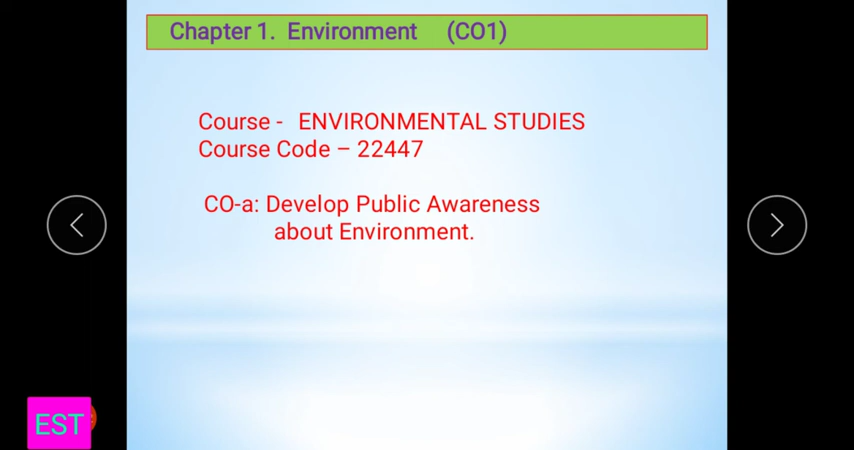 Chapter 1. Environment (CO1)
Course - ENVIRONMENTAL STUDIES
Course Code – 22447
CO-a: Develop Public Awareness
about Environment.
EST